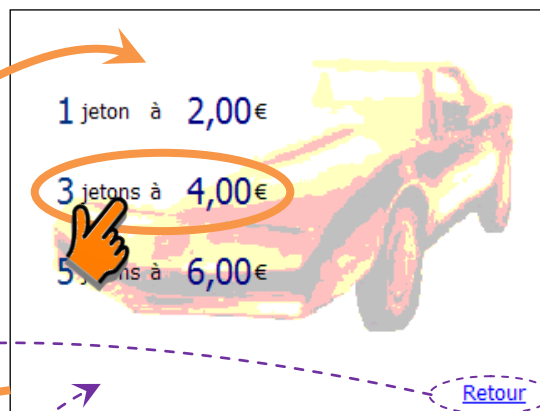 1 jeton à 2,00€
3 jetons à 4,00€
5 à 6,00€
Retour